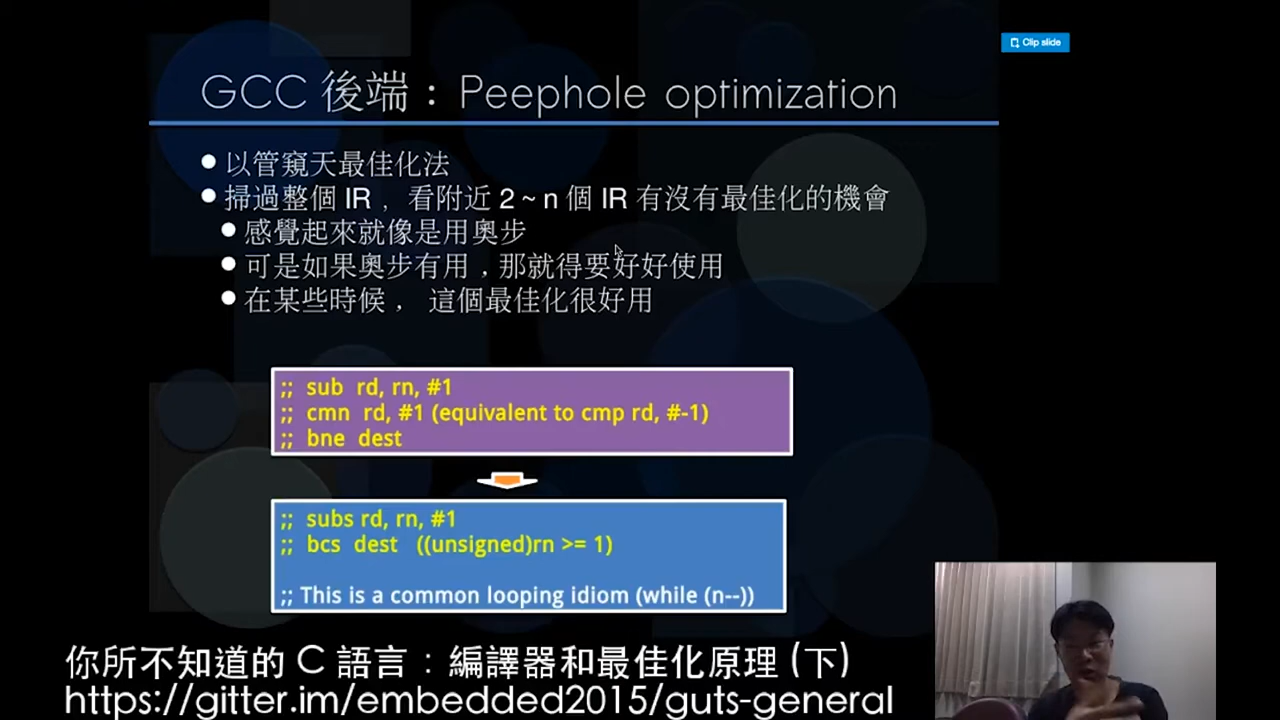 Clip slide
GCC 後端：Peephole optimization
以管窺天最佳化法
掃過整個 IR， 看附近 2 ~ n 個 IR 有沒有最佳化的機會
感覺起來就像是用奧步
可是如果奧步有用，那就得要好好使用
在某些時候， 這個最佳化很好用
;; sub rd, rn, #1
;; cmn rd, #1 (equivalent to cmp rd, #-1)
;; bne dest
;; subs rd, rn, #1
;; bcs dest ((unsigned)rn >= 1)
;; This is a common looping idiom (while (n--))
你所不知道的 C 語言：編譯器和最佳化原理 (下)
https://gitter.im/embedded2015/guts-general